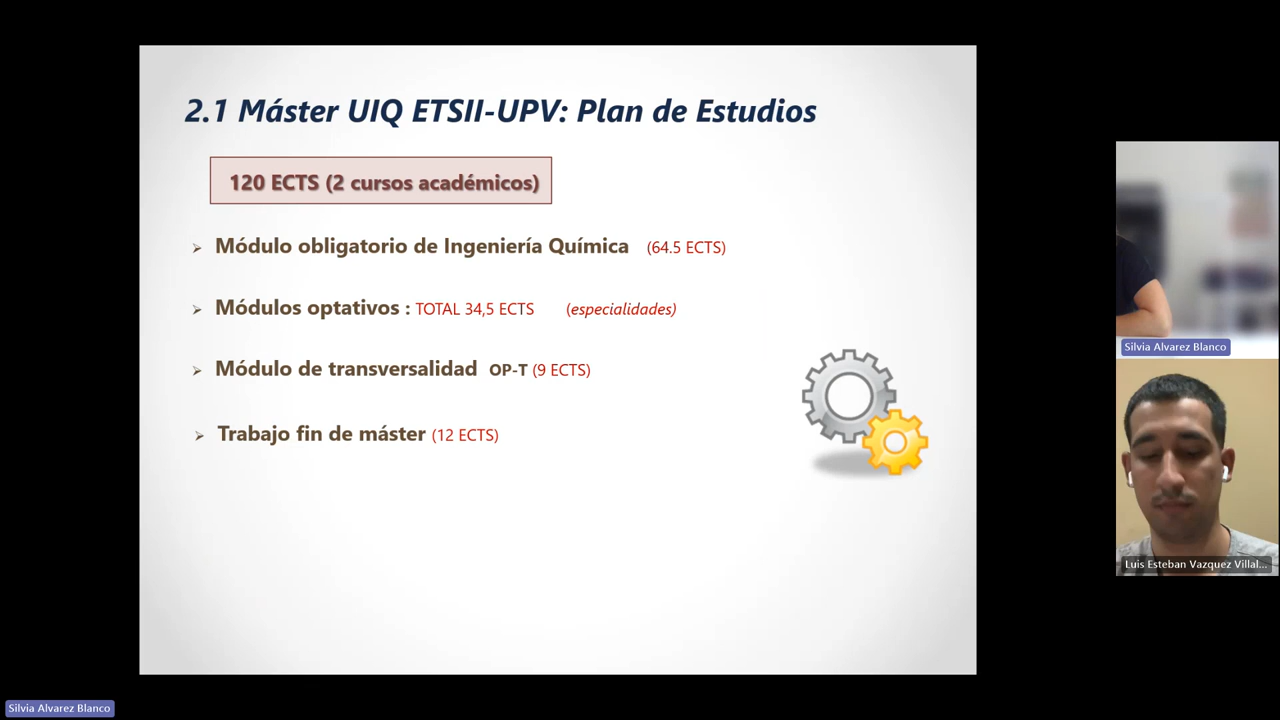 2.1 Máster UIQ ETSII-UPV: Plan de Estudios
120 ECTS (2 cursos académicos)
Módulo obligatorio de Ingeniería Química (64.5 ECTS)
Módulos optativos : TOTAL 34,5 ECTS (especialidades)
Módulo de transversalidad OP-T (9 ECTS)
Trabajo fin de máster (12 ECTS)
Silvia Alvarez Blanco
Luis Esteban Vazquez Villal...
Silvia Alvarez Blanco